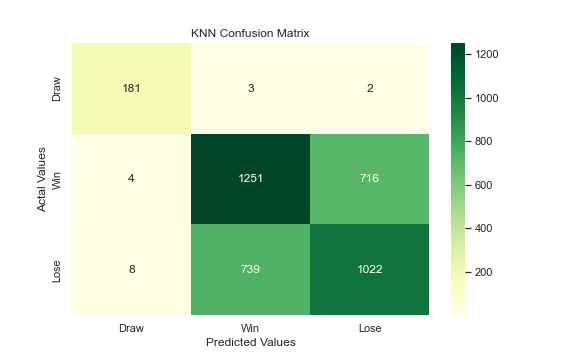 KNN Confusion Matrix
Actal Values
Draw
181 3 2
Win
4 1251 716
Lose
8 739 1022
Draw Win Lose
Predicted Values
1200
1000
800
600
400
200